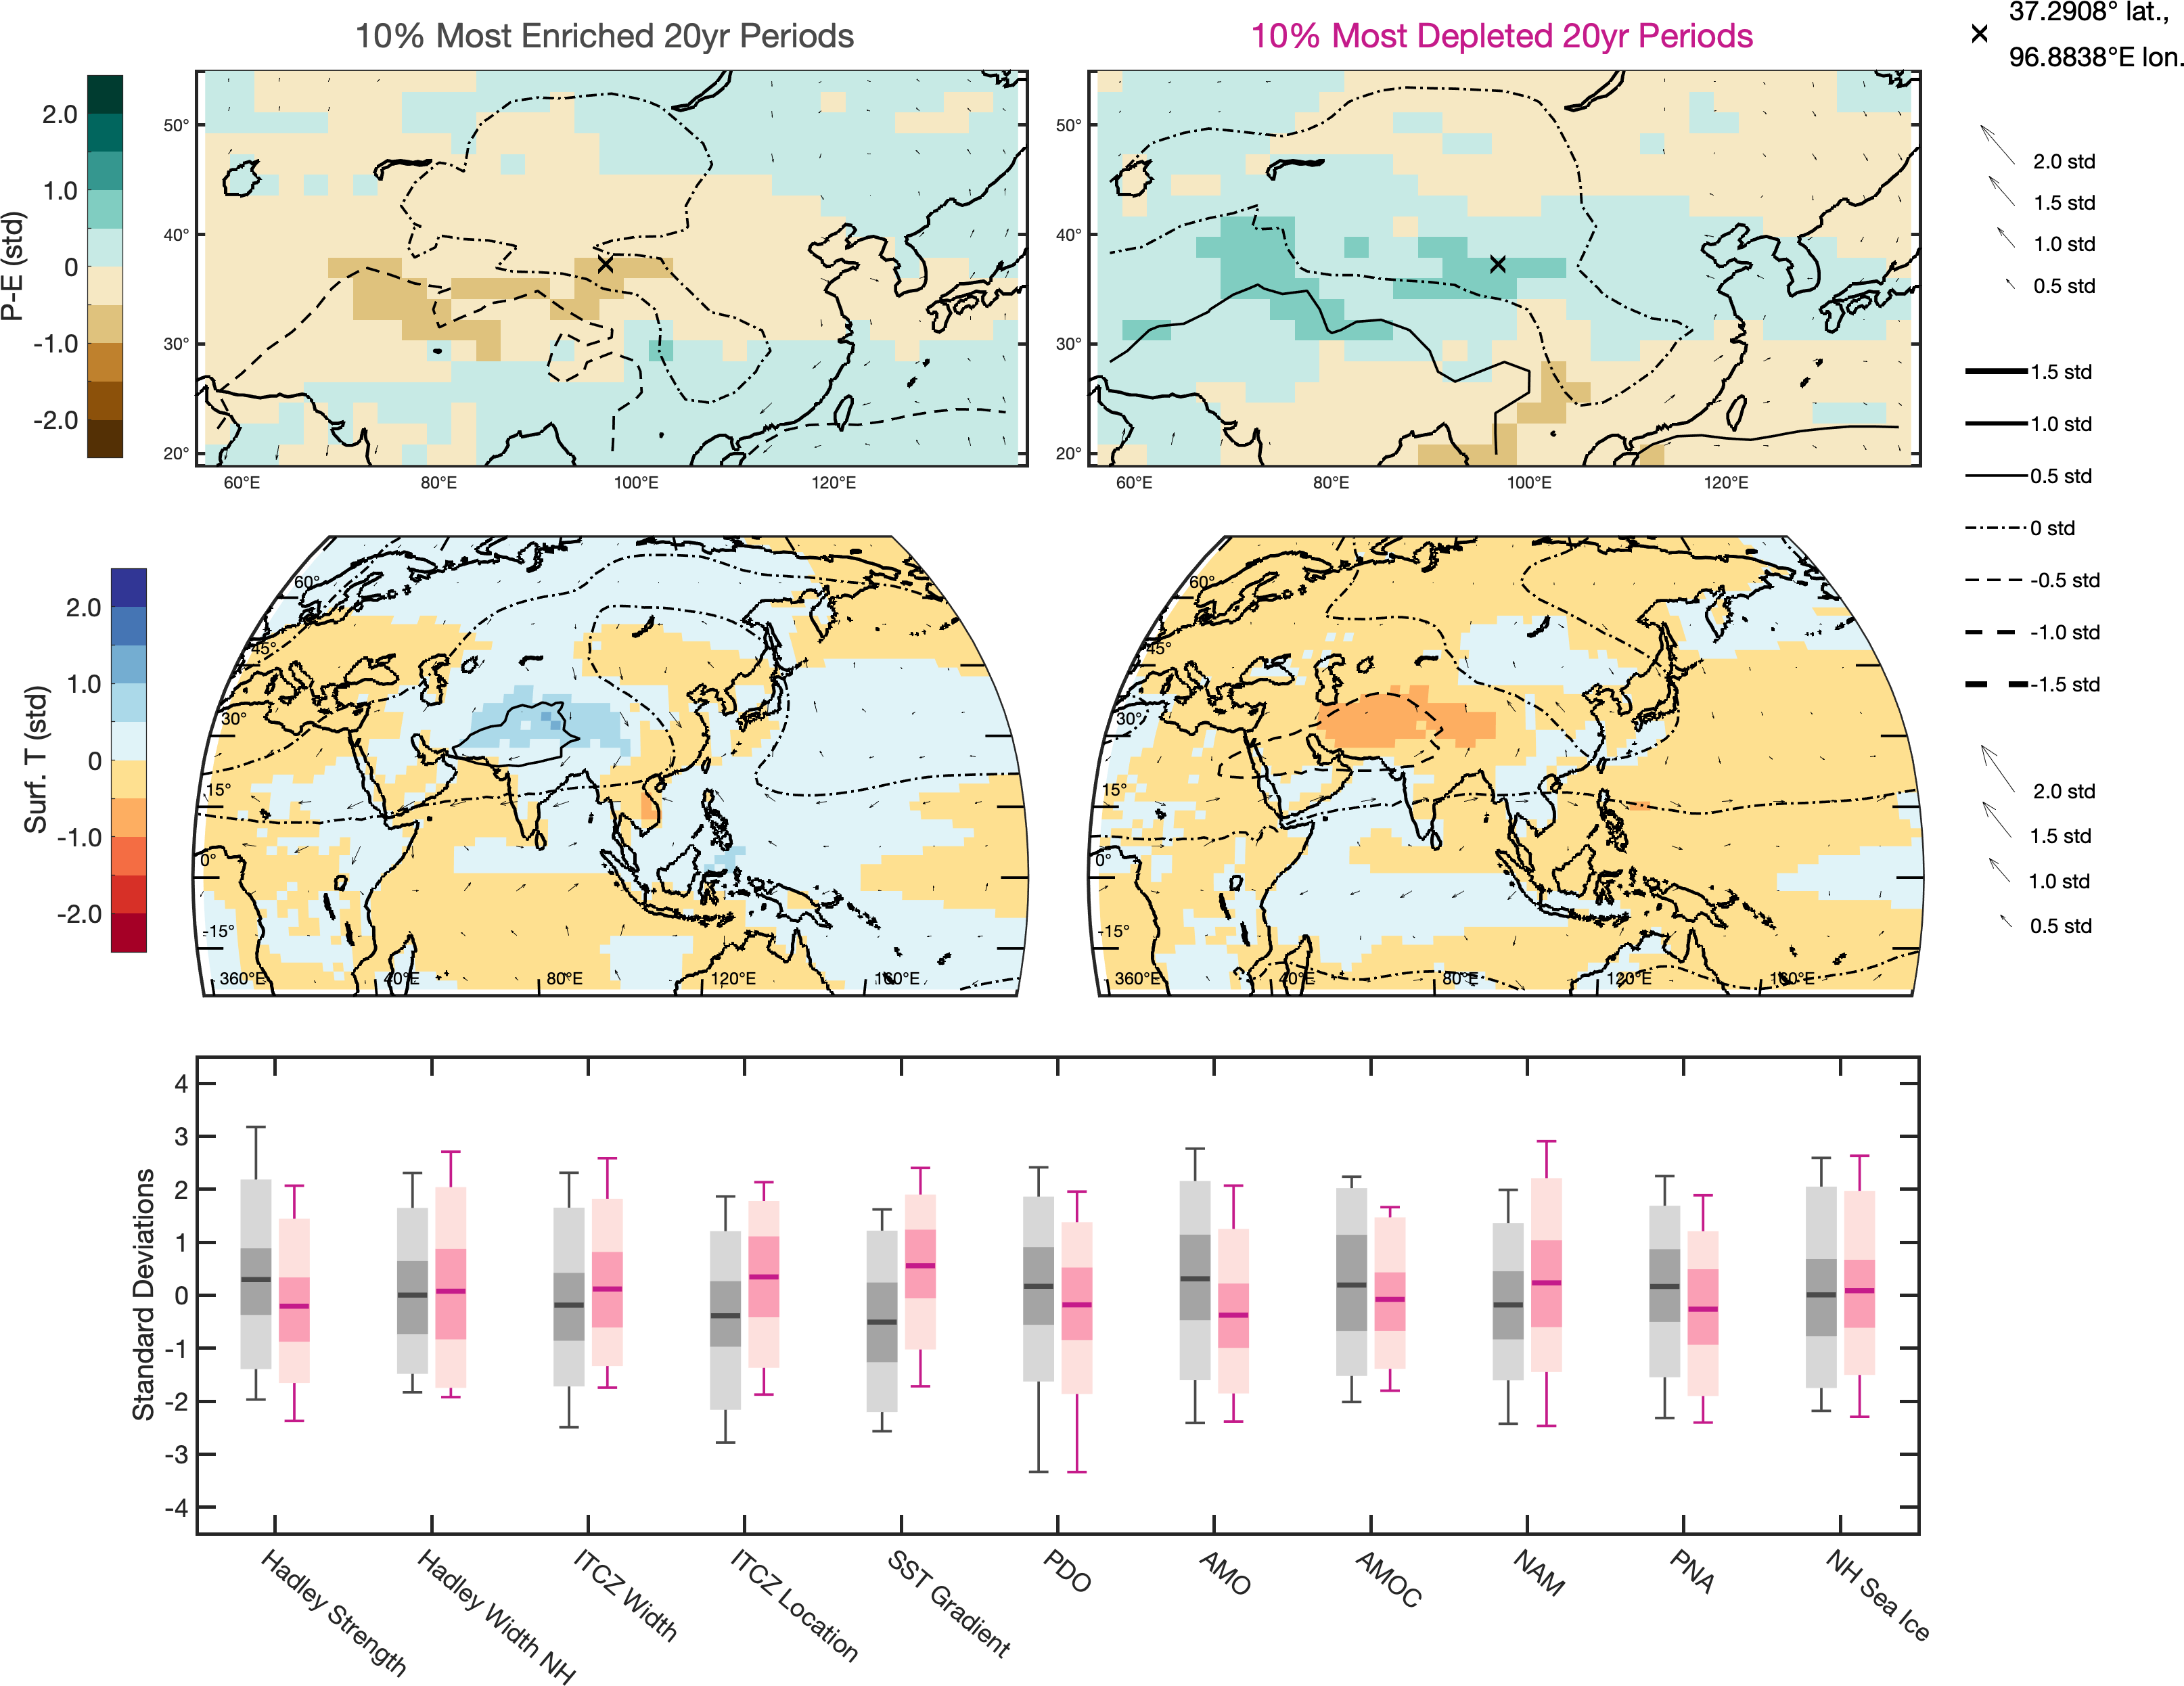 10% Most Enriched 20yr Periods
10% Most Depleted 20yr Periods
37.2908° lat.,
96.8838°E lon.
P-E (std)
2.0
1.0
0
-1.0
-2.0
50°
40°
30°
20°
60°E
80°E
100°E
120°E
50°
40°
30°
20°
60°E
80°E
100°E
120°E
2.0 std
1.5 std
1.0 std
0.5 std
1.5 std
1.0 std
0.5 std
0 std
-0.5 std
-1.0 std
-1.5 std
Surf. T (std)
2.0
1.0
0
-1.0
-2.0
60°
45°
30°
15°
0°
-15°
360°E
40°E
80°E
120°E
160°E
60°
45°
30°
15°
0°
-15°
360°E
40°E
80°E
120°E
160°E
2.0 std
1.5 std
1.0 std
0.5 std
Standard Deviations
4
3
2
1
0
-1
-2
-3
-4
Hadley Strength
Hadley Width NH
ITCZ Width
ITCZ Location
SST Gradient
PDO
AMO
AMOC
NAM
PNA
NH Sea Ice